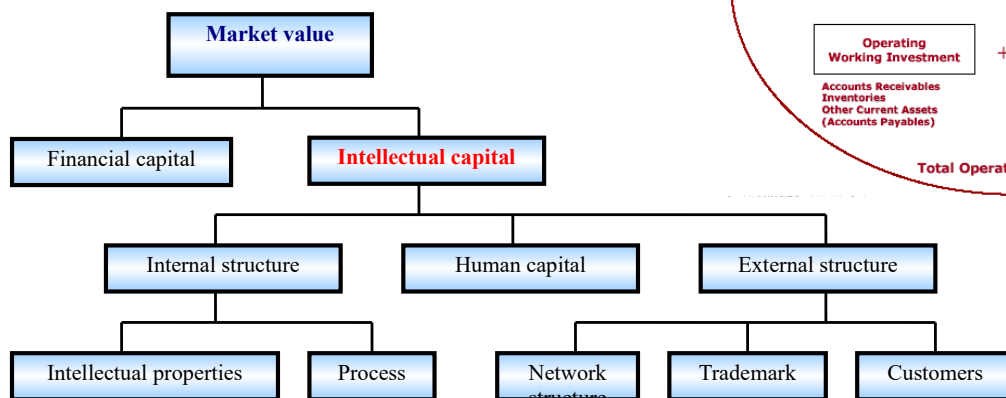 Market value
Financial capital
Intellectual capital
Internal structure
Human capital
External structure
Intellectual properties
Process
Network
structure
Trademark
Customers
Operating
Working Investment
+
Accounts Receivables
Inventories
Other Current Assets
(Accounts Payables)
Total Operat